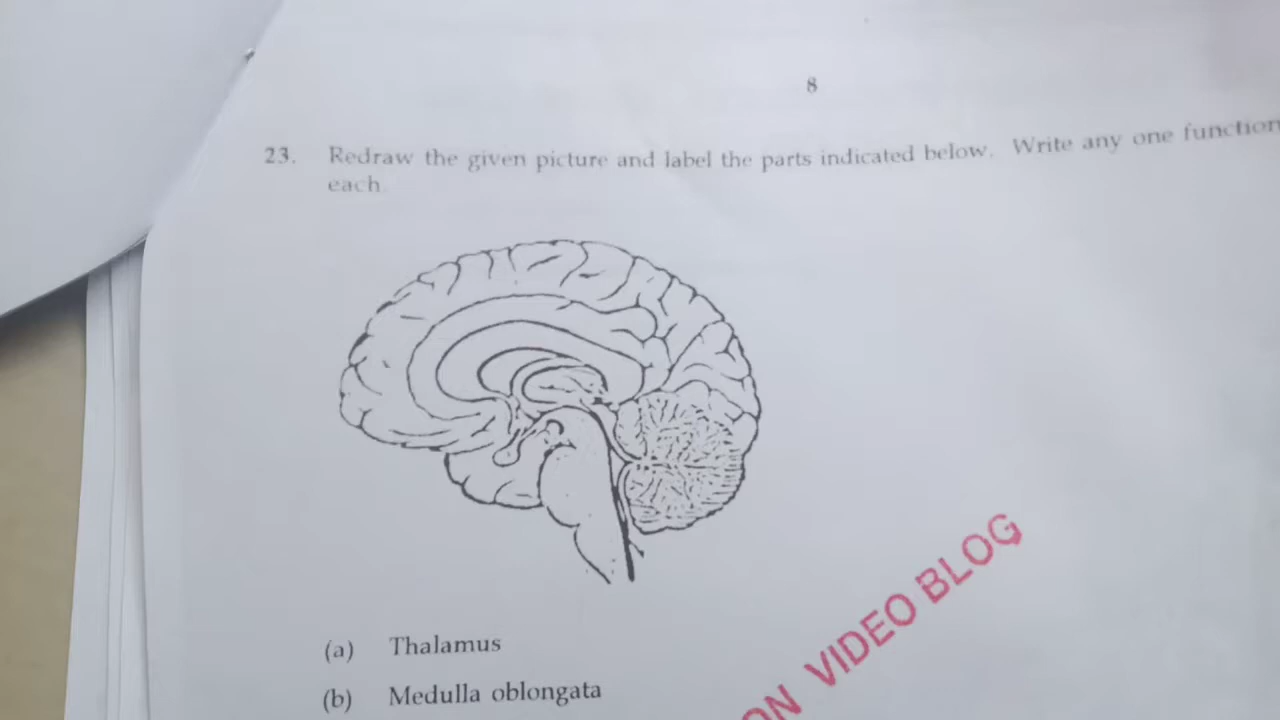 8
23. Redraw the given picture and label the parts indicated below. Write any one function
each
(a) Thalamus
(b) Medulla oblongata
ON VIDEO BLOG